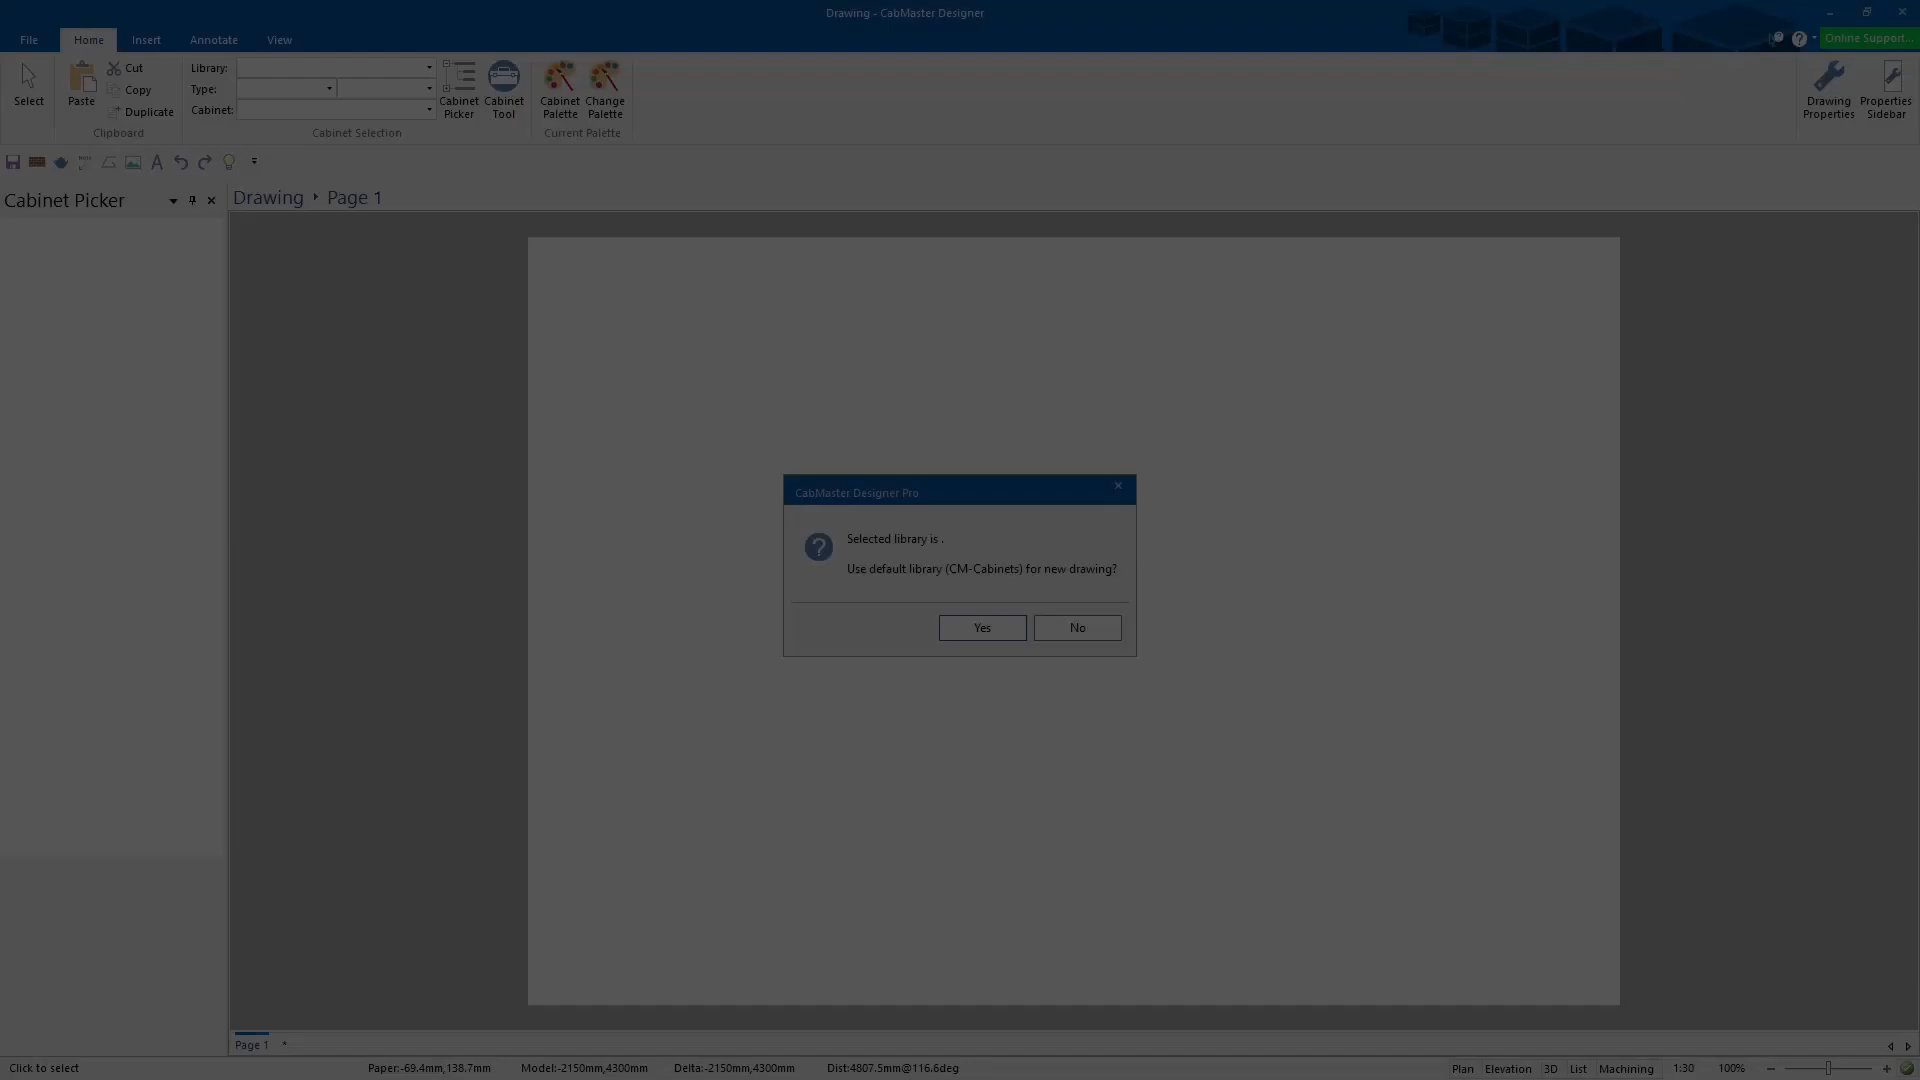 Drawing - CabMaster Designer
File Home Insert Annotate View
Online Support...
Select
Paste
Cut
Copy
Duplicate
Clipboard
Library:
Type:
Cabinet:
Cabinet Selection
Cabinet Picker
Cabinet Tool
Cabinet Palette
Change Palette
Current Palette
Drawing Properties
Properties Sidebar
Cabinet Picker
Drawing Page 1
CabMaster Designer Pro
Selected library is .
Use default library (CM-Cabinets) for new drawing?
Yes No
Page 1 *
Click to select Paper:-69.4mm,138.7mm Model:-2150mm,4300mm Delta:-2150mm,4300mm Dist:4807.5mm@116.6deg Plan Elevation 3D List Machining 1:30 100%